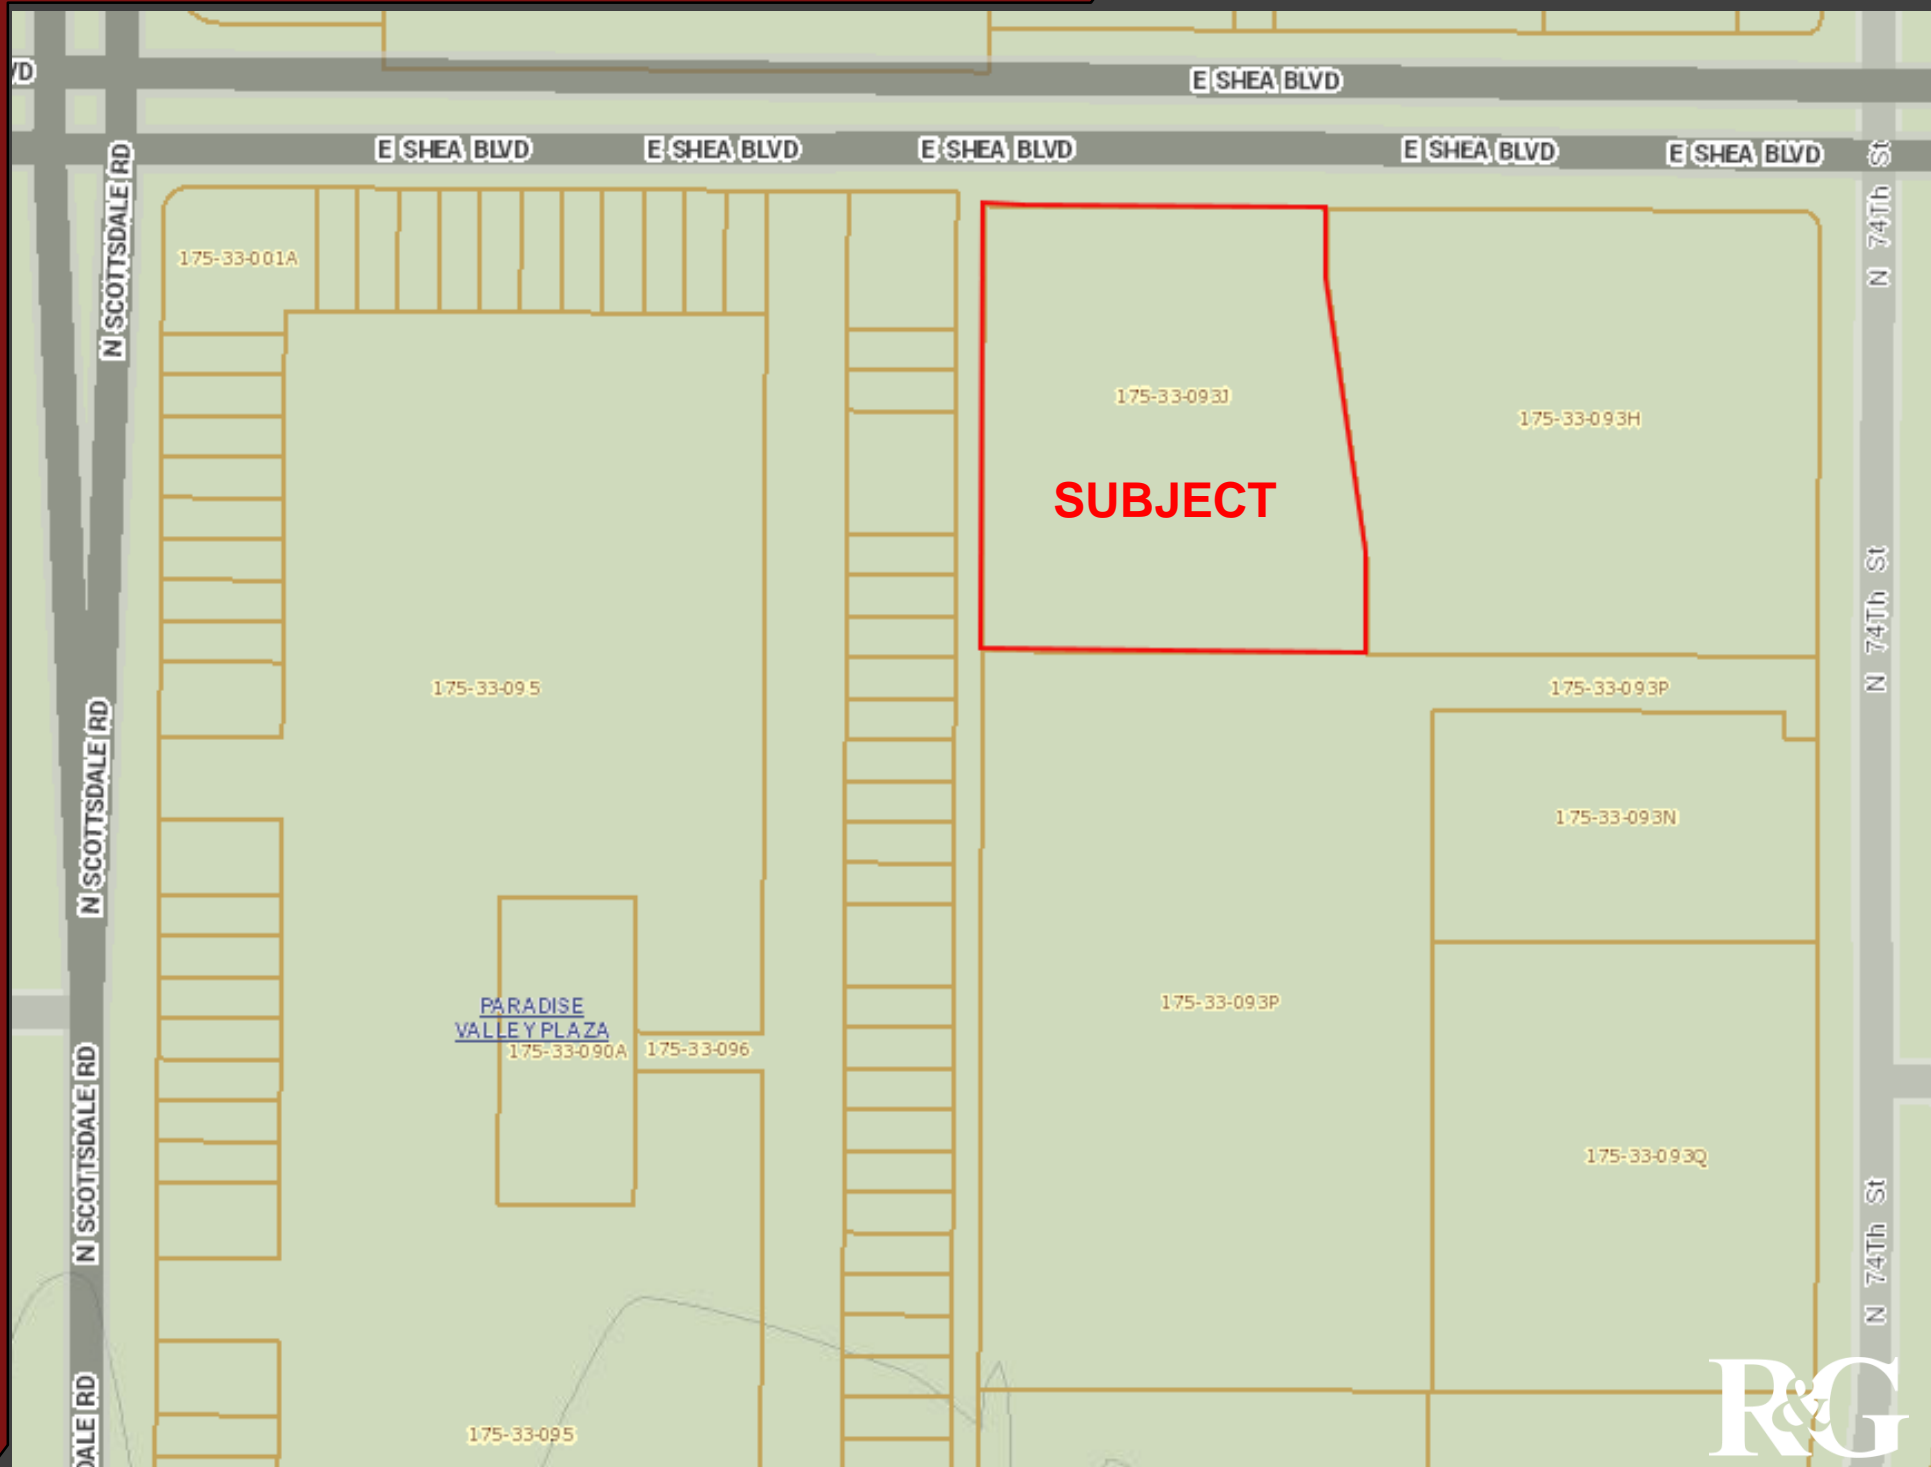 VD
E SHEA BLVD
E SHEA BLVD
E SHEA BLVD
E SHEA BLVD
E SHEA BLVD
E SHEA BLVD
N SCOTTSDALE RD
N 74Th St
175-33-001A
175-33-093J
175-33-093H
SUBJECT
N 74Th St
175-33-095
175-33-093P
N SCOTTSDALE RD
175-33-093N
PARADISE
VALLEY PLAZA
175-33-090A
175-33-096
175-33-093P
N SCOTTSDALE RD
175-33-093Q
N 74Th St
DALE RD
175-33-095
R&G